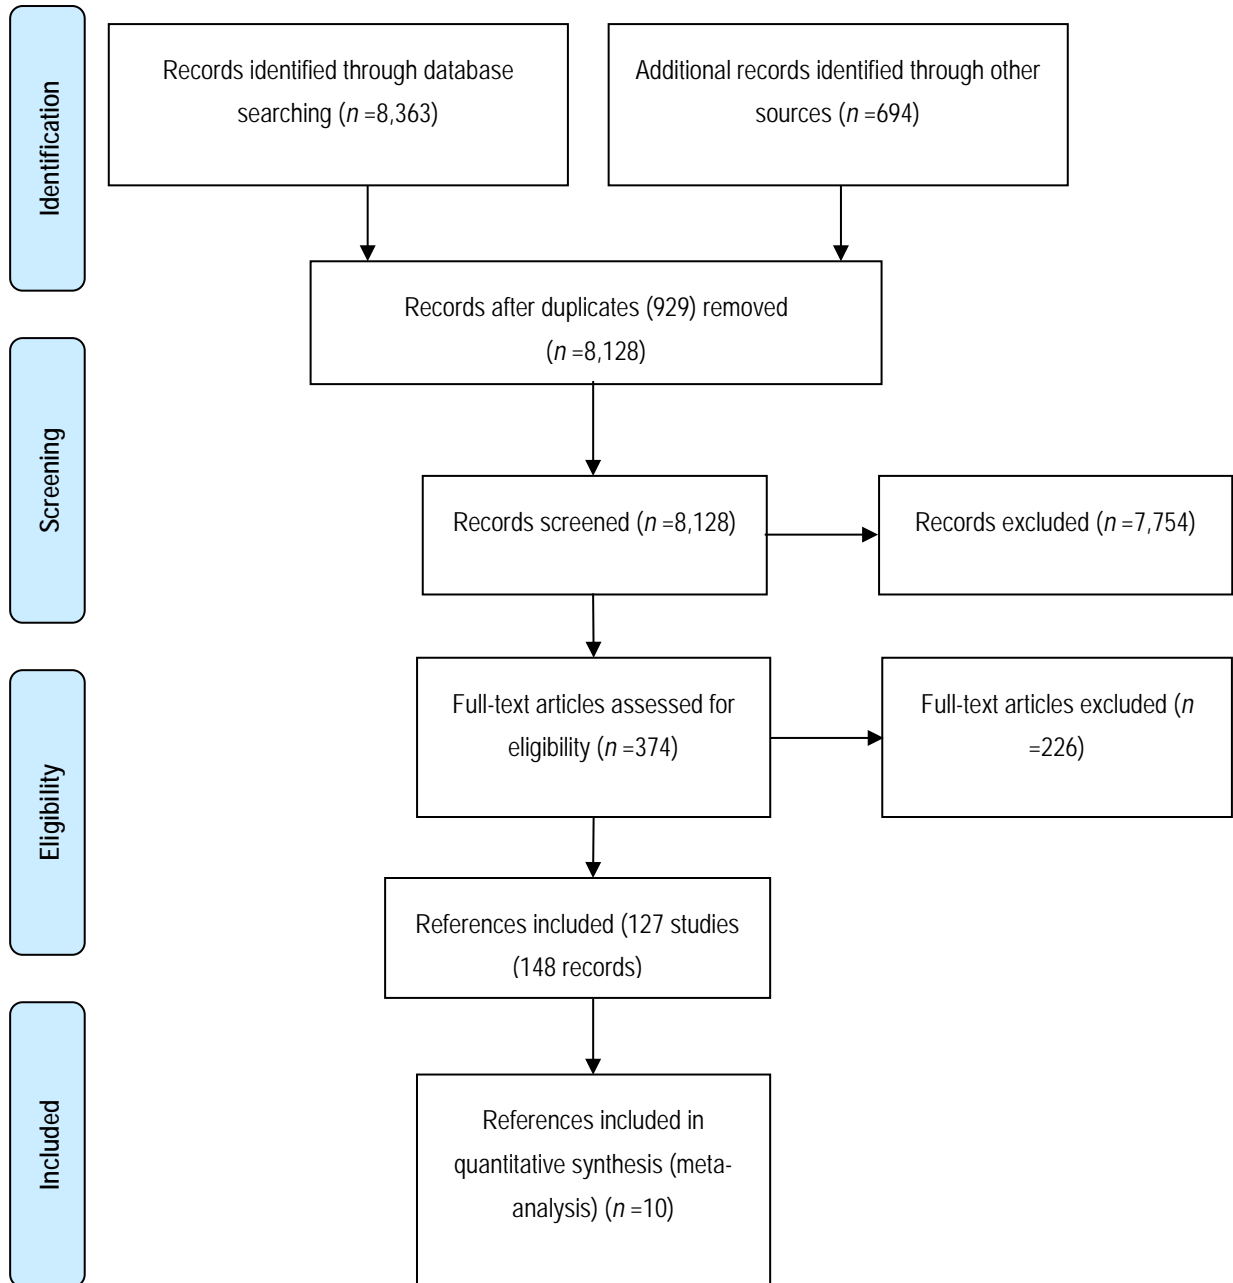 Identification
Records identified through database
searching (n =8,363)
Additional records identified through other
sources (n =694)
Records after duplicates (929) removed
(n =8,128)
Screening
Records screened (n =8,128)
Records excluded (n =7,754)
Eligibility
Full-text articles assessed for
eligibility (n =374)
Full-text articles excluded (n
=226)
References included (127 studies
(148 records)
Included
References included in
quantitative synthesis (meta-
analysis) (n =10)